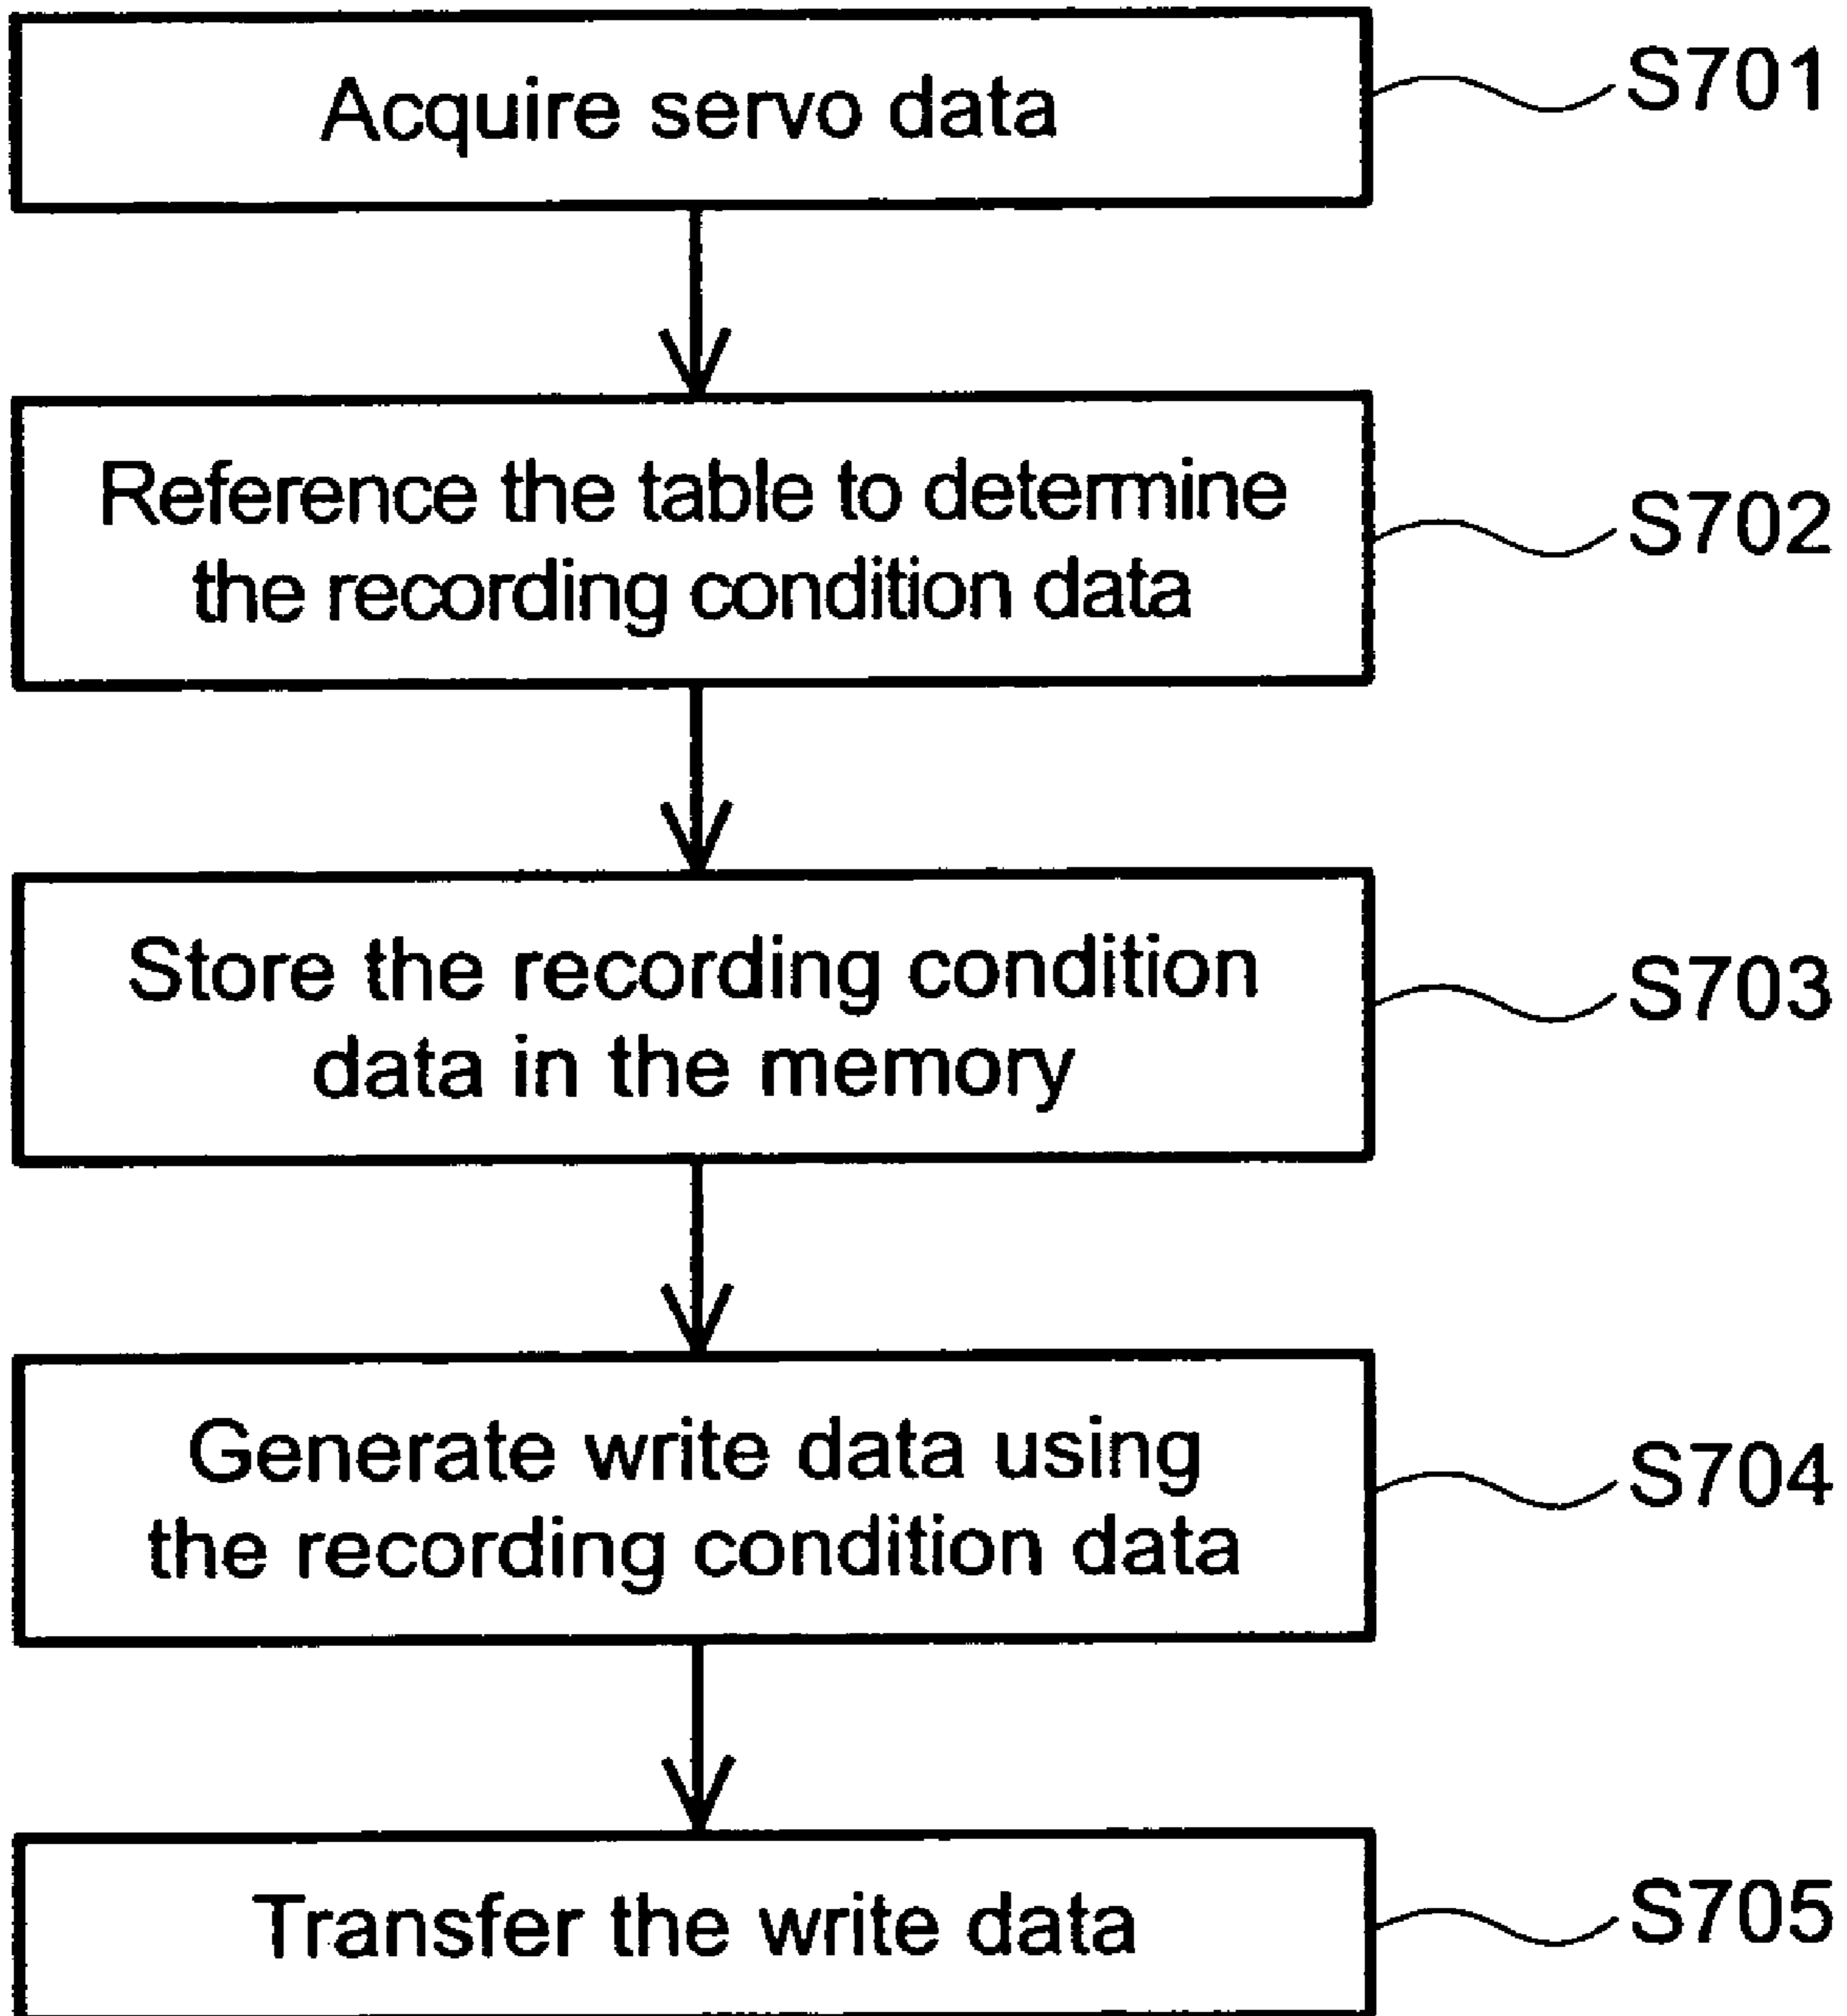 Acquire servo data
S701
Reference the table to determine
the recording condition data
S702
Store the recording condition
data in the memory
S703
Generate write data using
the recording condition data
S704
Transfer the write data
S705